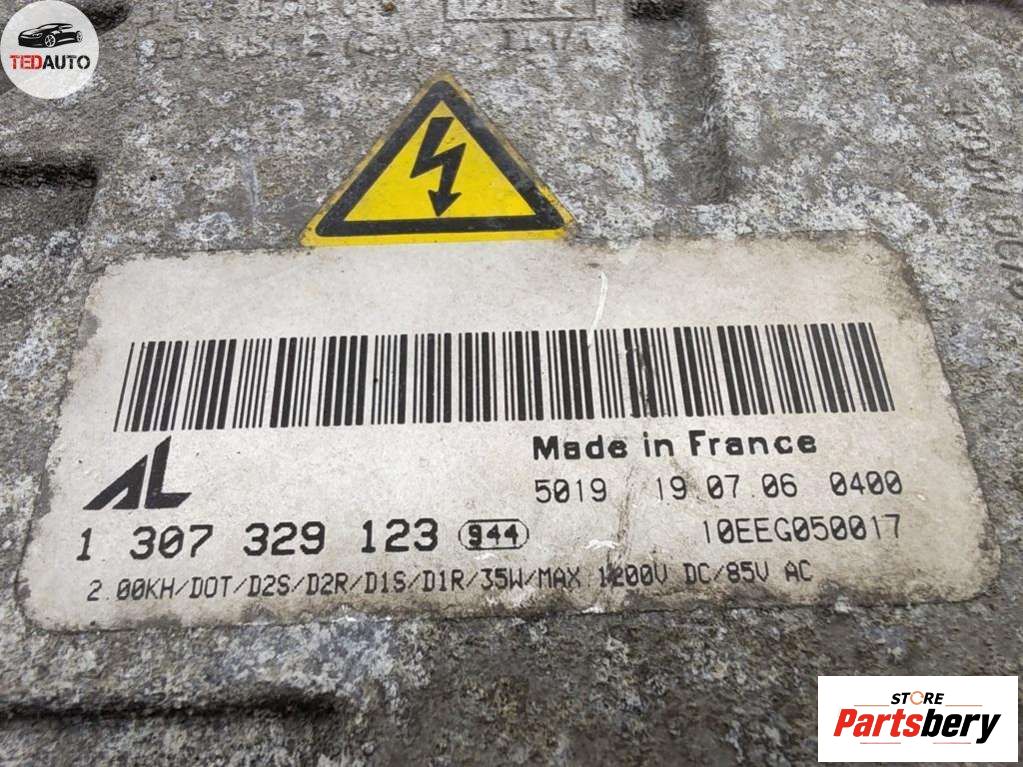 TEDAUTO
AL
Made in France
5019 19.07.06 0400
1 307 329 123 944
10EEG050017
2.00KH/DOT/D2S/D2R/D1S/D1R/35W/MAX 1200V DC/85V AC
STORE
Partsbery